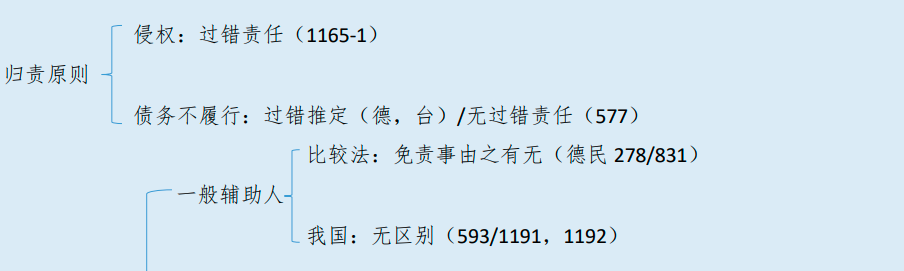 侵权：过错责任（1165-1）
归责原则
债务不履行：过错推定（德，台）/无过错责任（577）
比较法：免责事由之有无（德民 278/831）
一般辅助人
我国：无区别（593/1191，1192）